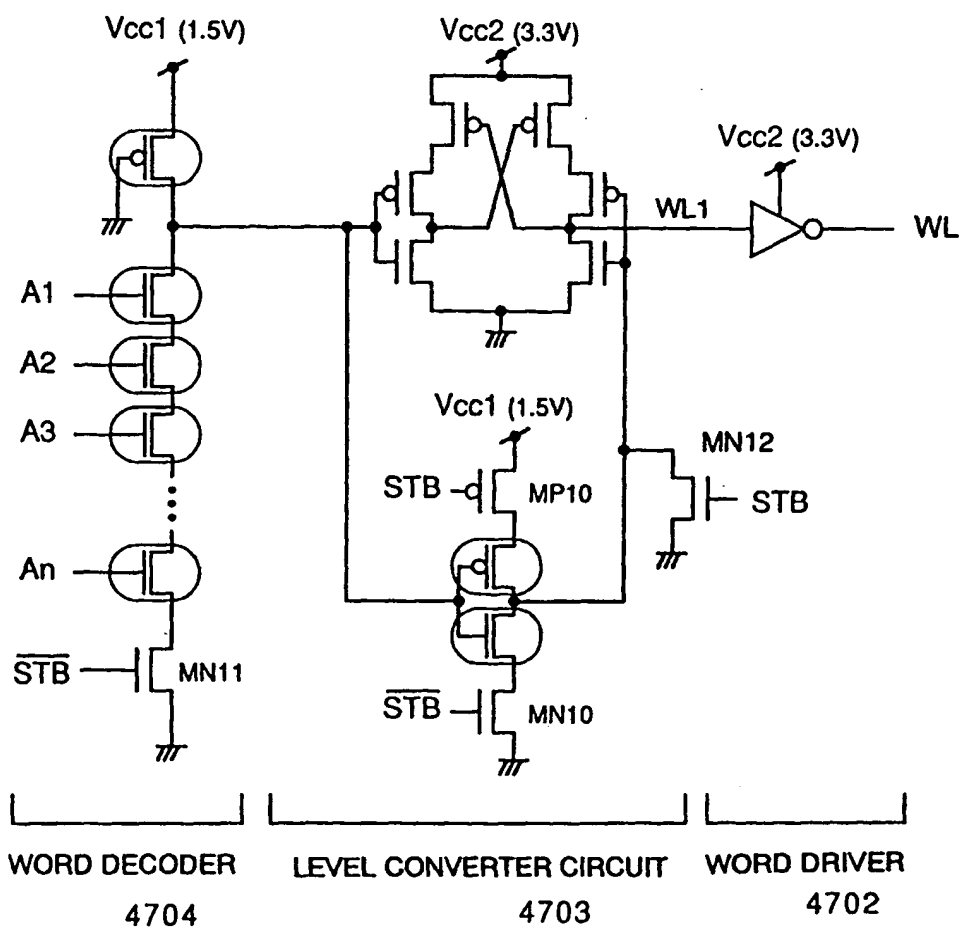 Vcc1 (1.5V)
Vcc2 (3.3V)
Vcc2 (3.3V)
WL1
WL
A1
A2
A3
An
Vcc1 (1.5V)
STB
MP10
MN12
STB
STB
MN11
STB
MN10
WORD DECODER
4704
LEVEL CONVERTER CIRCUIT
4703
WORD DRIVER
4702